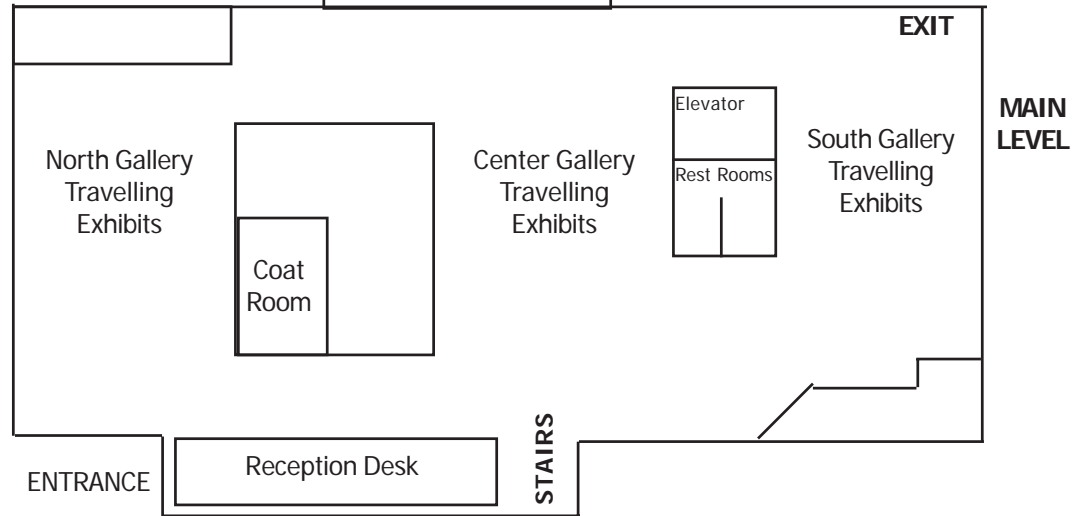 EXIT
MAIN
LEVEL
North Gallery
Travelling
Exhibits
Coat
Room
Center Gallery
Travelling
Exhibits
Elevator
Rest Rooms
South Gallery
Travelling
Exhibits
ENTRANCE
Reception Desk
STAIRS